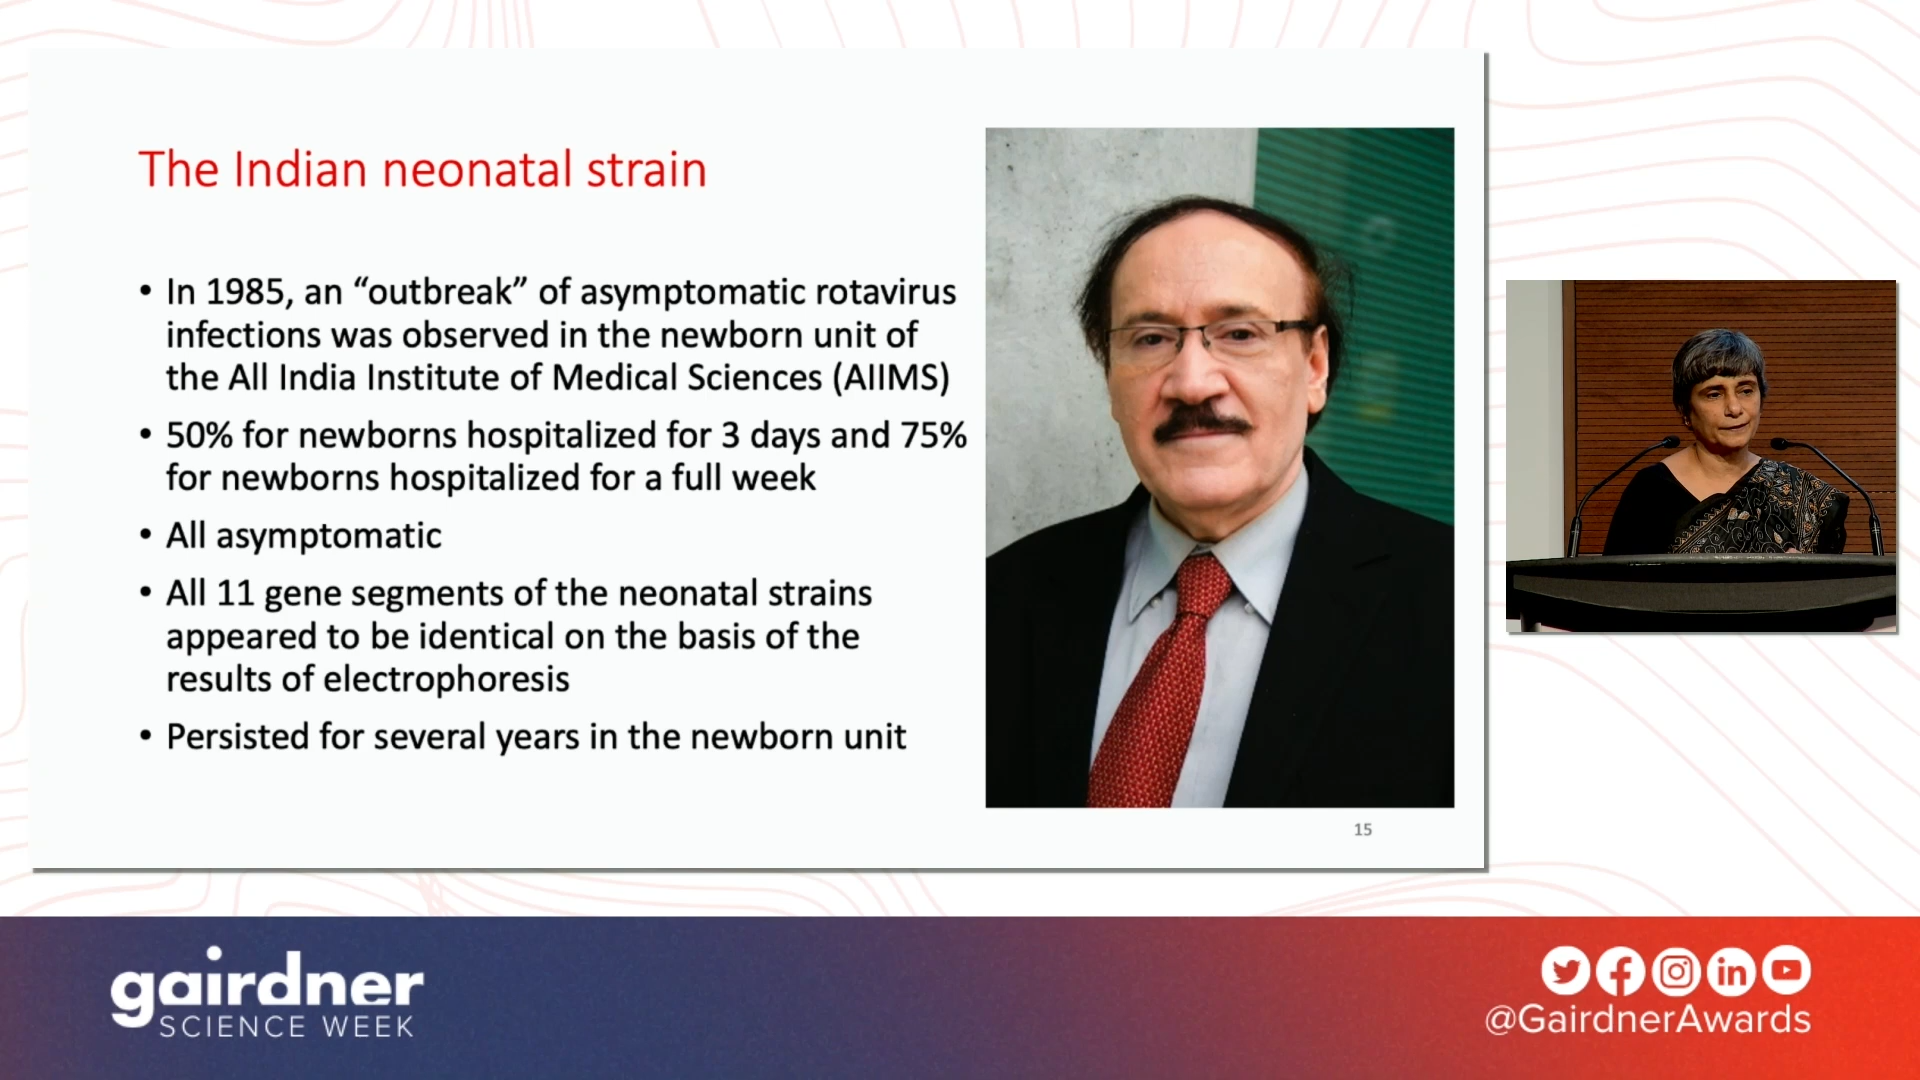 The Indian neonatal strain
• In 1985, an “outbreak” of asymptomatic rotavirus
infections was observed in the newborn unit of
the All India Institute of Medical Sciences (AIIMS)
• 50% for newborns hospitalized for 3 days and 75%
for newborns hospitalized for a full week
• All asymptomatic
• All 11 gene segments of the neonatal strains
appeared to be identical on the basis of the
results of electrophoresis
• Persisted for several years in the newborn unit
15
gairdner
SCIENCE WEEK
@GairdnerAwards